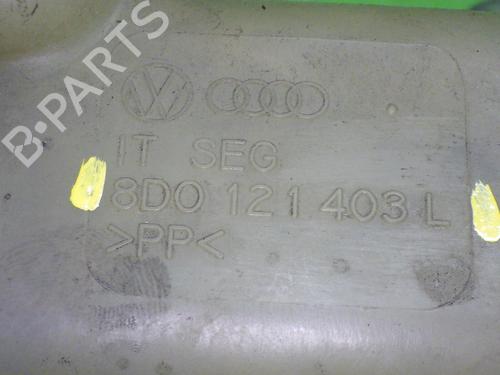 B-PARTS
IT SEG
8D0 121 403 L
>PP<